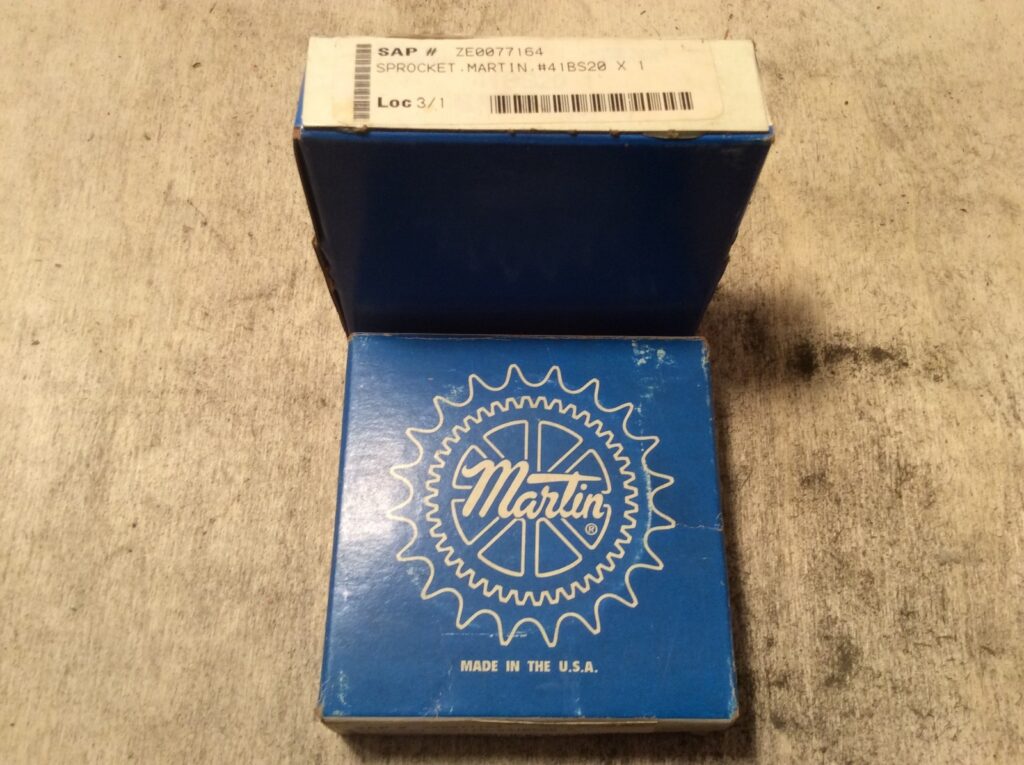 SAP # ZE0077164
SPROCKET.MARTIN.#41BS20 X 1
Loc 3/1
Martin
®
MADE IN THE U.S.A.